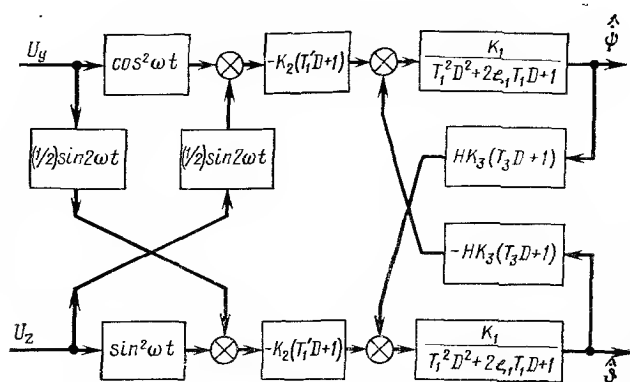 U_y
cos²ωt
-K₂(T₁'D+1)
K₁
T₁²D²+2ε₁T₁D+1
ψ̂
(1/2)sin2ωt
(1/2)sin2ωt
HK₃(T₃D+1)
-HK₃(T₃D+1)
U_z
sin²ωt
-K₂(T₁'D+1)
K₁
T₁²D²+2ε₁T₁D+1
ϑ̂